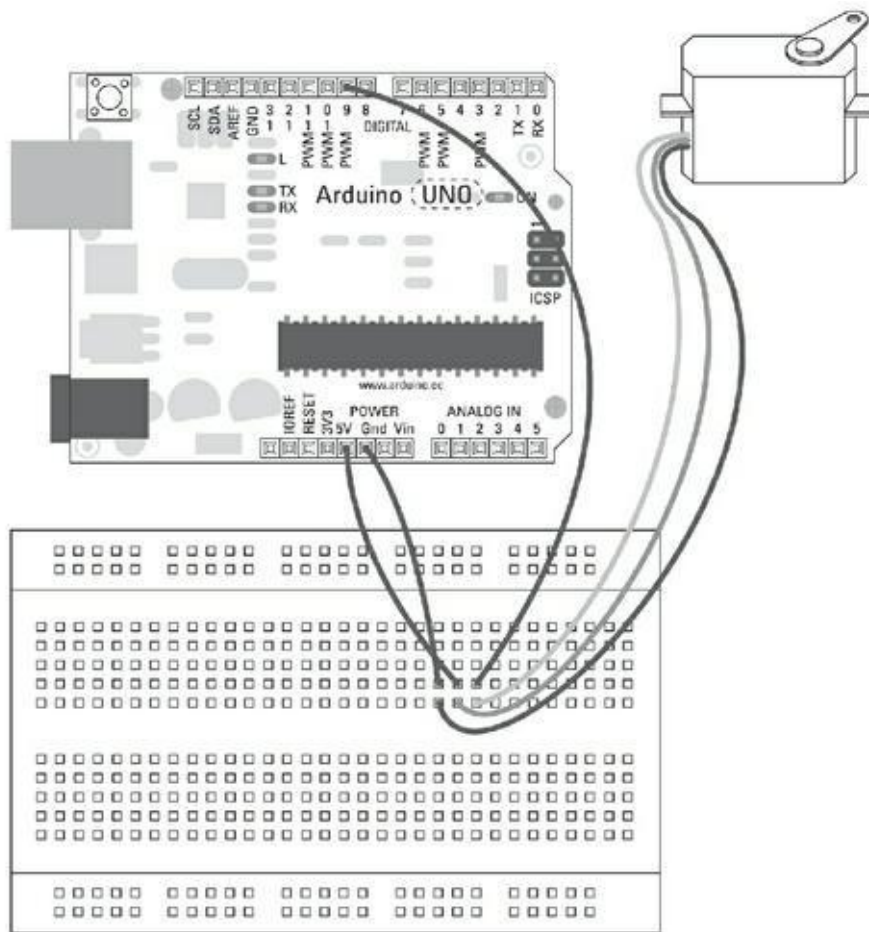 SCL
SDA
AREF
GND
13
12
PWM 11
PWM 10
PWM 9
8
DIGITAL
7
PWM 6
PWM 5
4
PWM 3
2
TX 1
RX 0
L
TX
RX
Arduino UNO
ON
1
ICSP
www.arduino.cc
IOREF
RESET
3V3
POWER
5V Gnd Vin
ANALOG IN
0 1 2 3 4 5